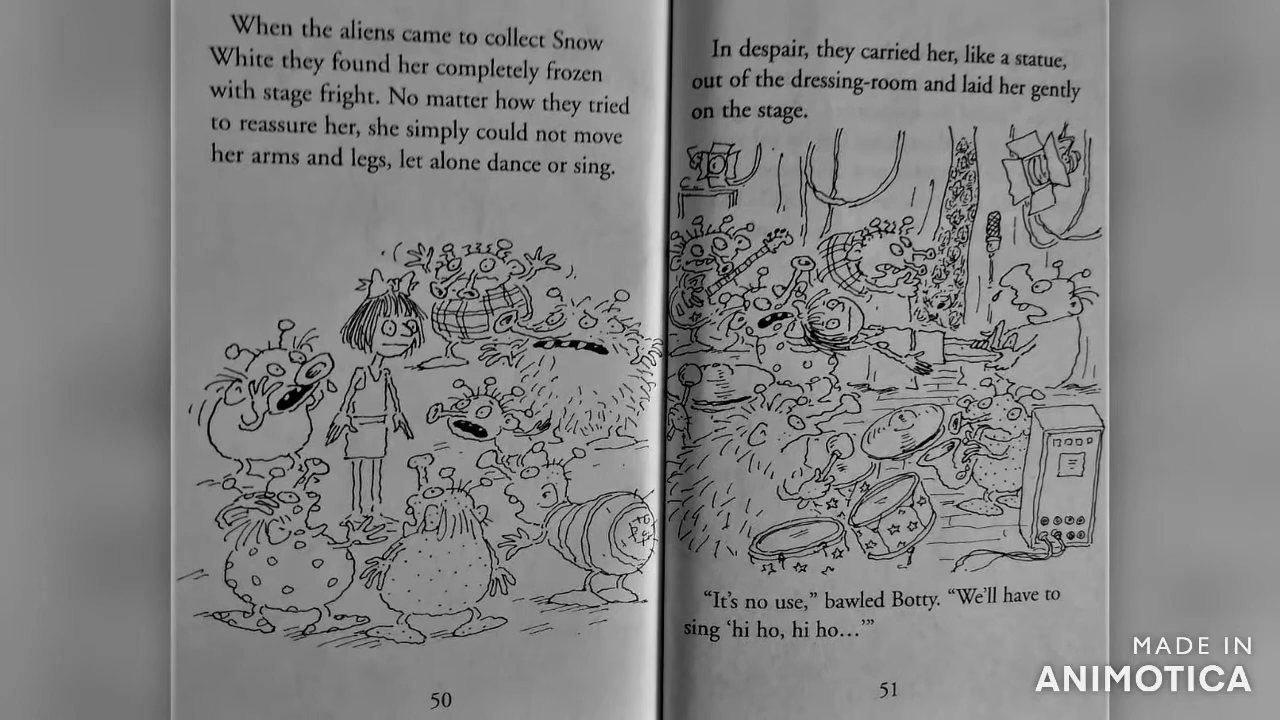 When the aliens came to collect Snow
White they found her completely frozen
with stage fright. No matter how they tried
to reassure her, she simply could not move
her arms and legs, let alone dance or sing.
50
In despair, they carried her, like a statue,
out of the dressing-room and laid her gently
on the stage.
“It’s no use,” bawled Botty. “We’ll have to
sing ‘hi ho, hi ho…’”
51
MADE IN
ANIMOTICA